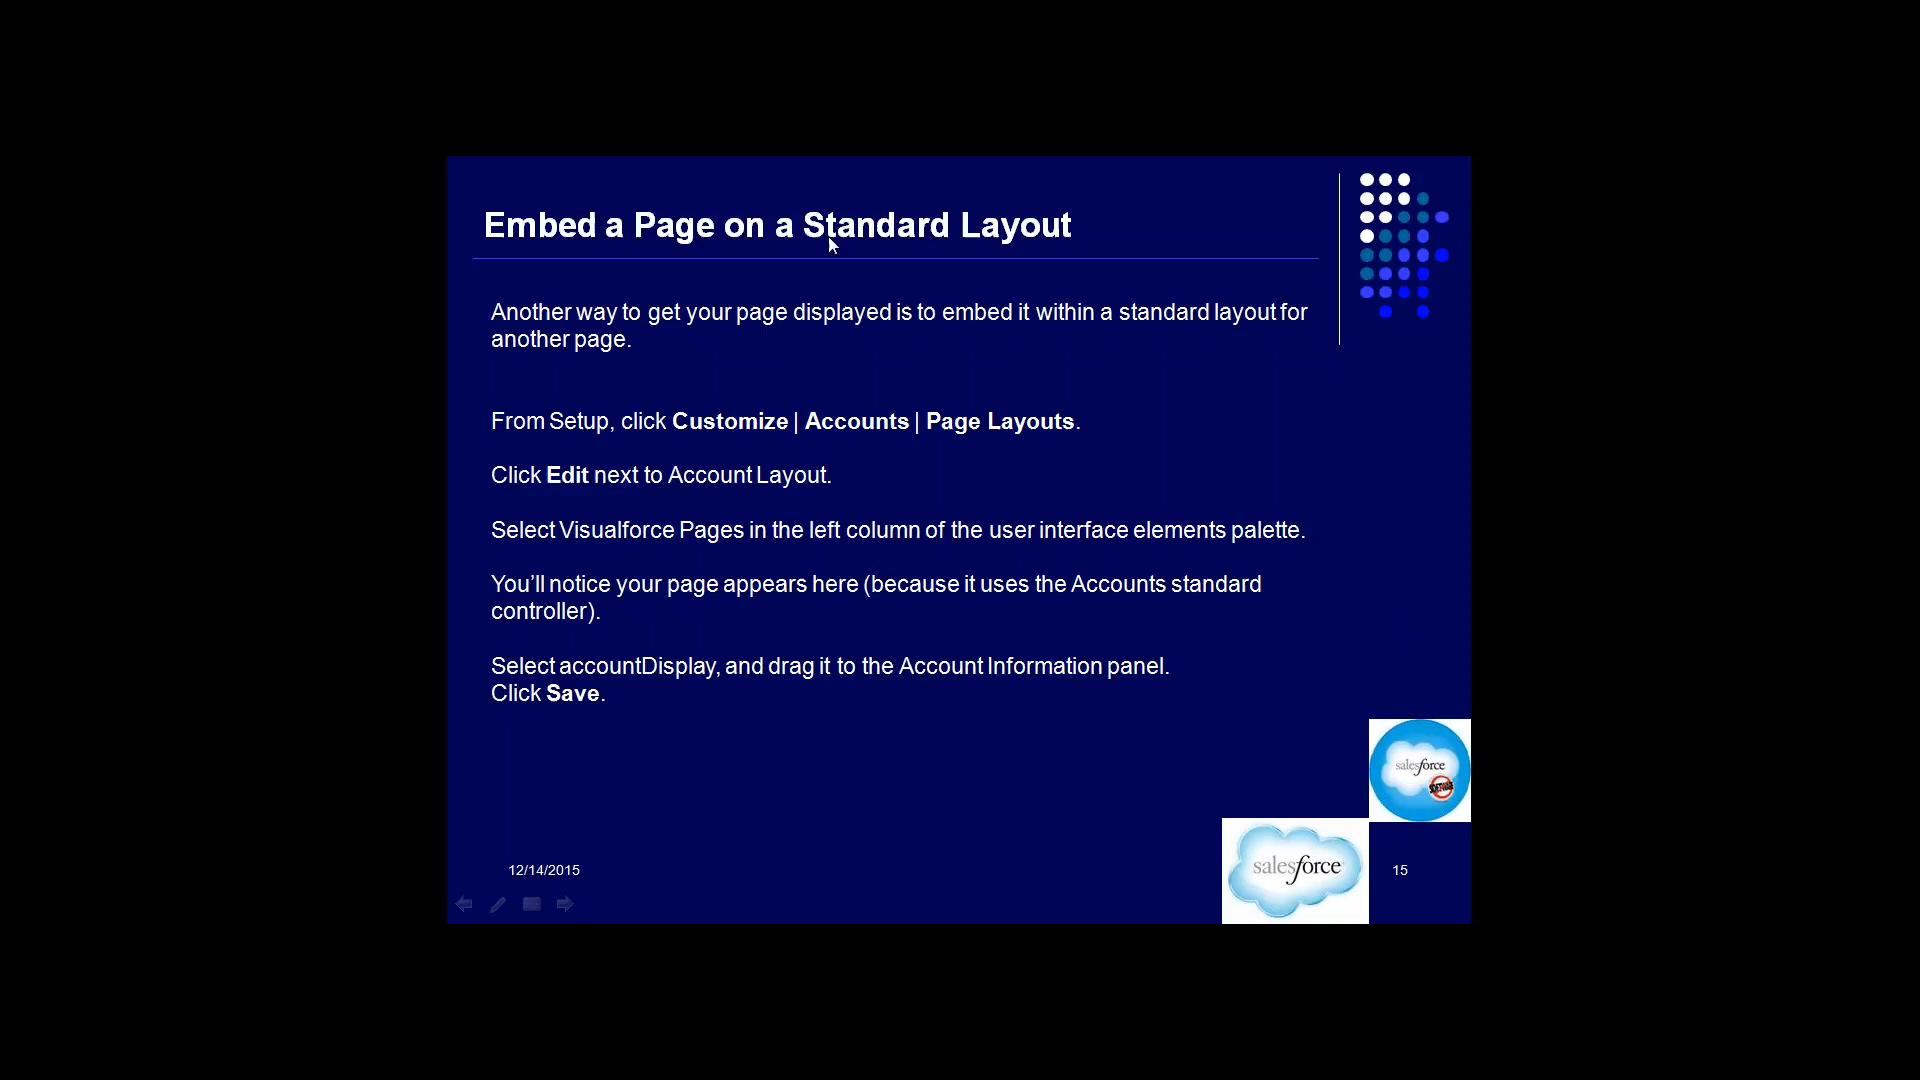 Embed a Page on a Standard Layout
Another way to get your page displayed is to embed it within a standard layout for
another page.
From Setup, click Customize | Accounts | Page Layouts.
Click Edit next to Account Layout.
Select Visualforce Pages in the left column of the user interface elements palette.
You’ll notice your page appears here (because it uses the Accounts standard
controller).
Select accountDisplay, and drag it to the Account Information panel.
Click Save.
salesforce
SOFTWARE
salesforce
12/14/2015
15